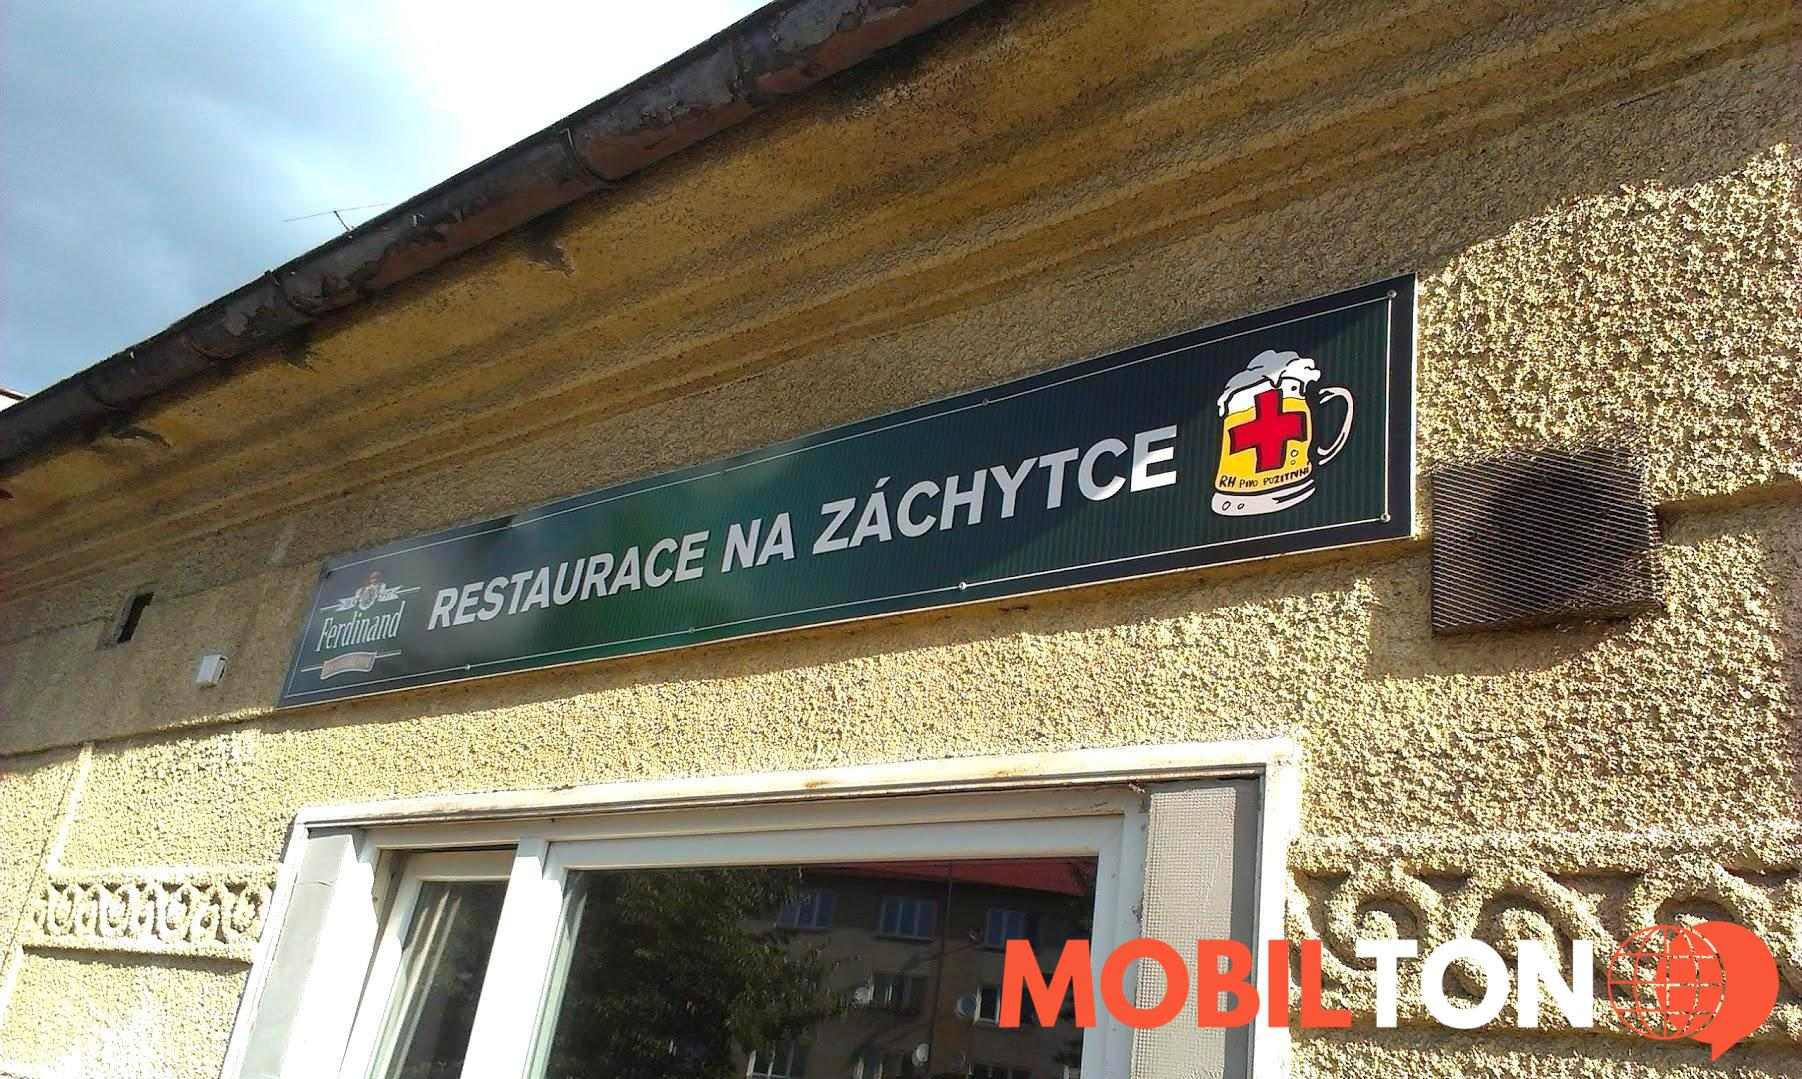 RESTAURACE NA ZÁCHYTCE
Ferdinand
RH PIVO POZITIVNÍ
MOBILTON